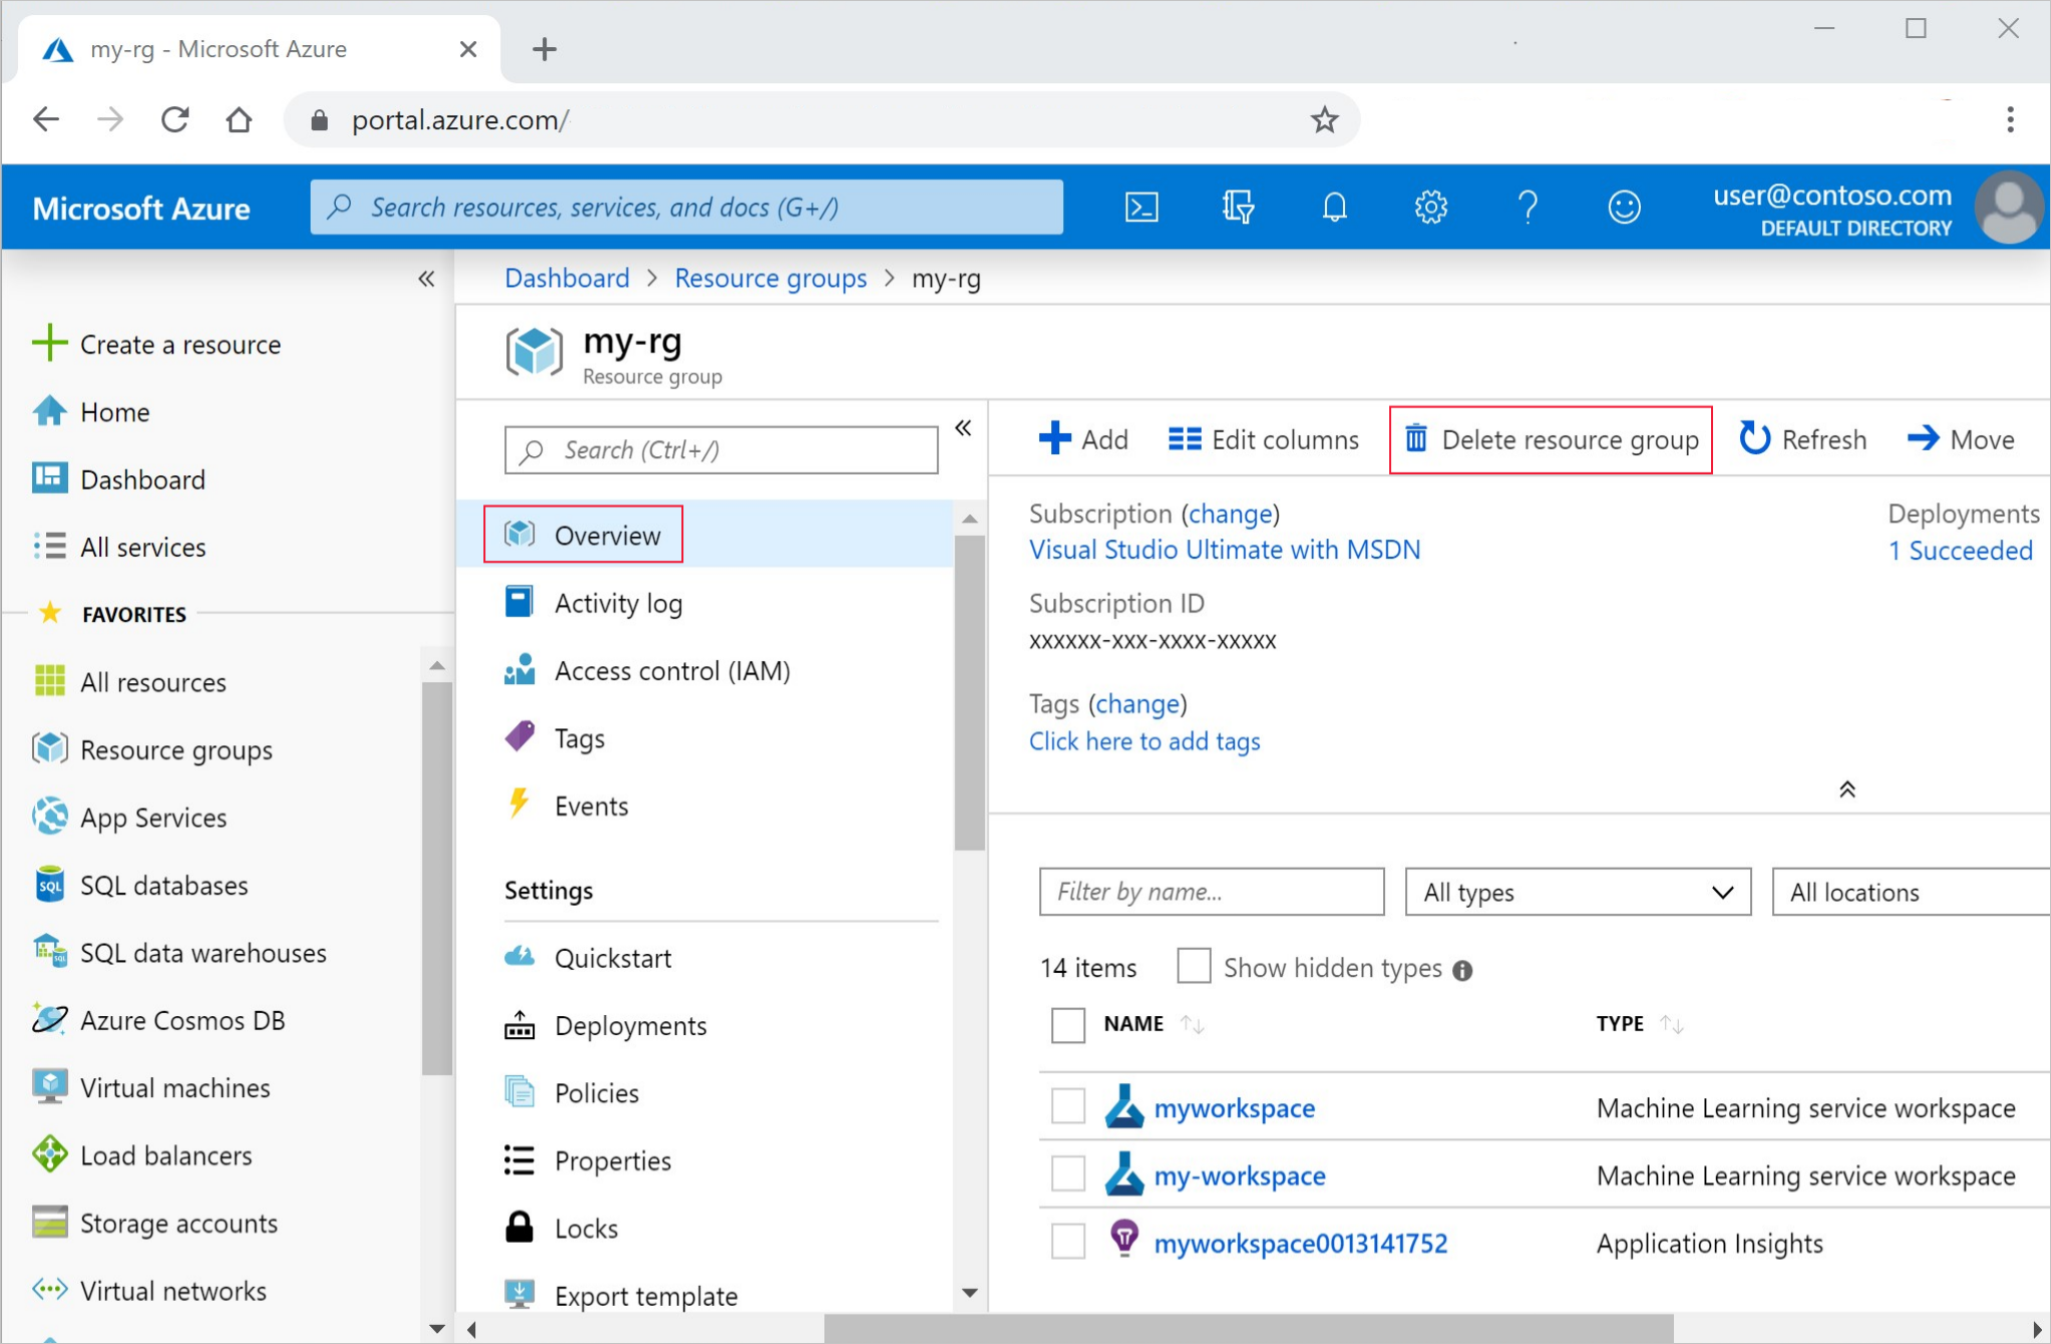 my-rg - Microsoft Azure
portal.azure.com/
Microsoft Azure
Search resources, services, and docs (G+/)
user@contoso.com
DEFAULT DIRECTORY
Create a resource
Home
Dashboard
All services
FAVORITES
All resources
Resource groups
App Services
SQL databases
SQL data warehouses
Azure Cosmos DB
Virtual machines
Load balancers
Storage accounts
Virtual networks
Dashboard > Resource groups > my-rg
my-rg
Resource group
Search (Ctrl+/)
Overview
Activity log
Access control (IAM)
Tags
Events
Settings
Quickstart
Deployments
Policies
Properties
Locks
Export template
Add Edit columns Delete resource group Refresh Move
Subscription (change)
Visual Studio Ultimate with MSDN
Deployments
1 Succeeded
Subscription ID
xxxxxx-xxx-xxxx-xxxxx
Tags (change)
Click here to add tags
Filter by name... All types All locations
14 items Show hidden types
NAME TYPE
myworkspace Machine Learning service workspace
my-workspace Machine Learning service workspace
myworkspace0013141752 Application Insights